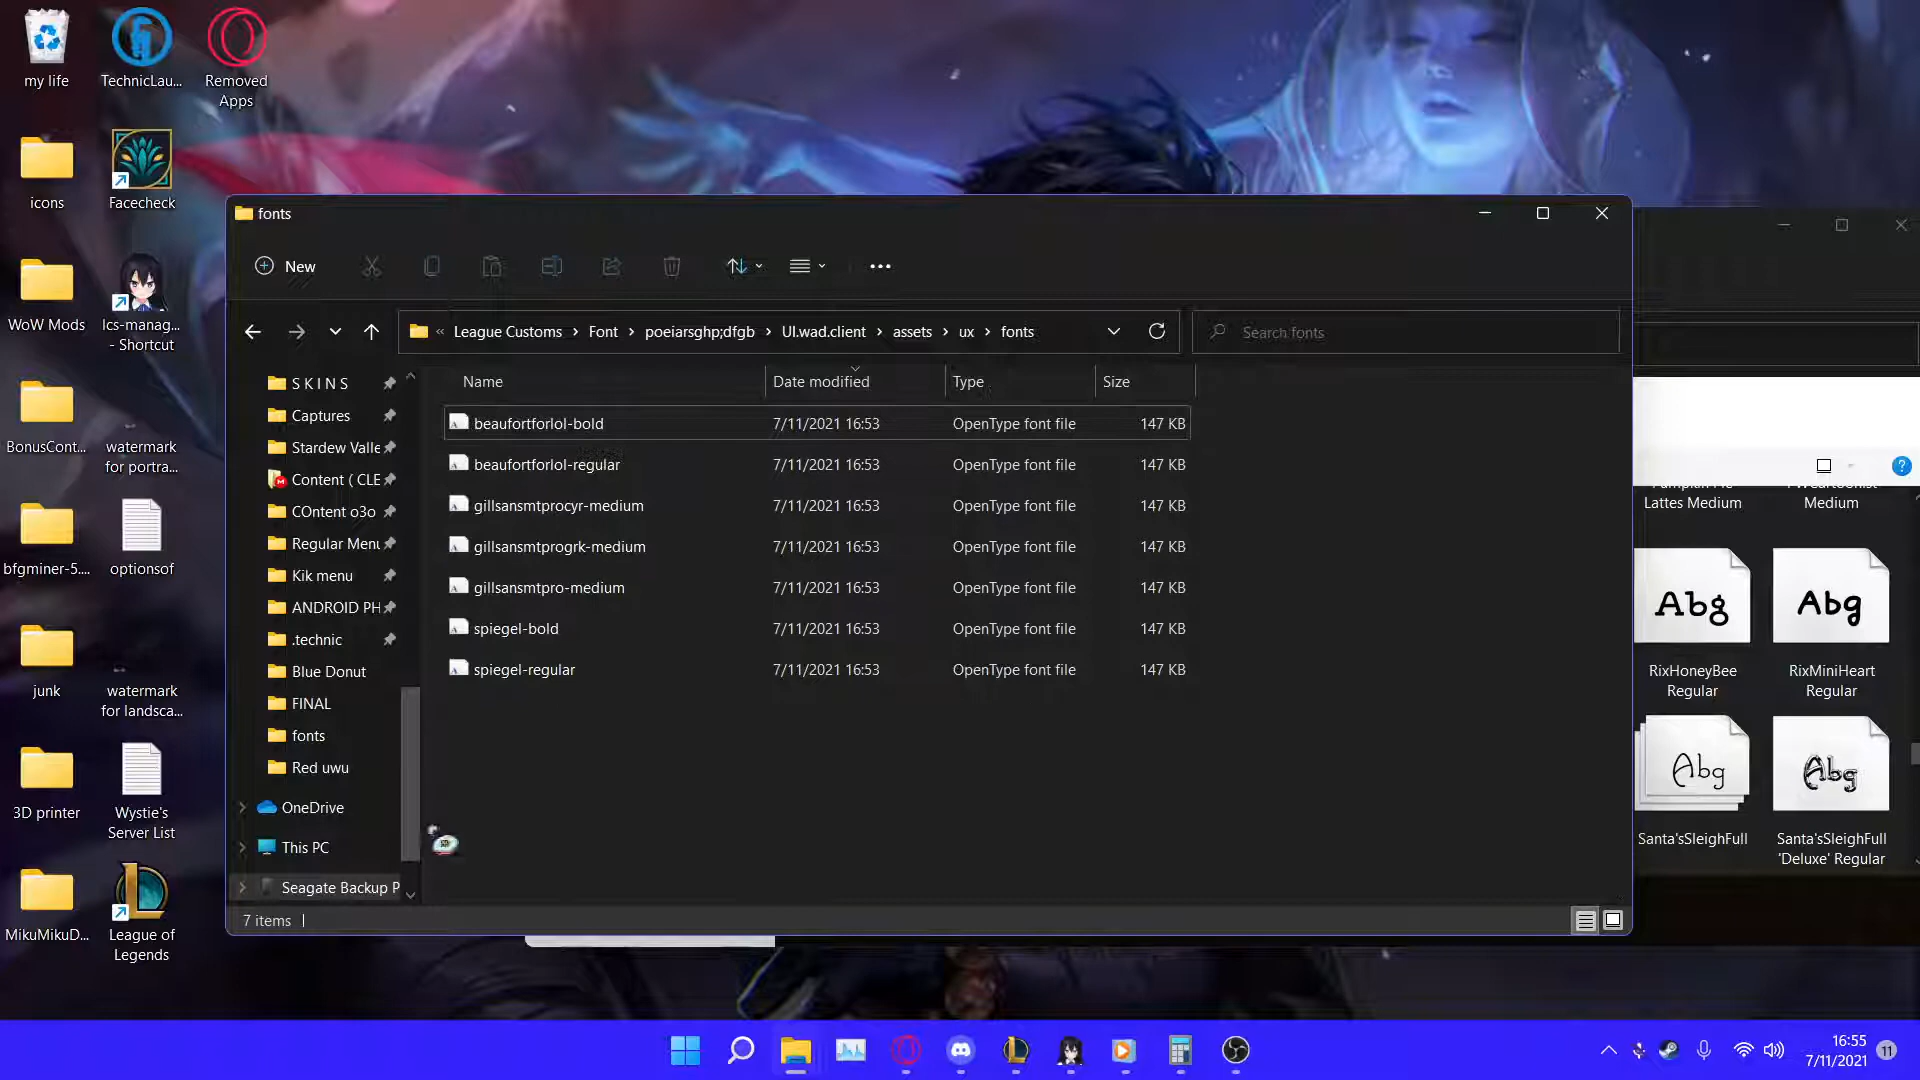 my life
TechnicLau...
Removed
Apps
icons
Facecheck
WoW Mods
lcs-manag...
- Shortcut
BonusCont...
watermark
for portra...
bfgminer-5....
optionsof
junk
watermark
for landsca...
3D printer
Wystie's
Server List
MikuMikuD...
League of
Legends
fonts
New
League Customs
Font
poeiarsghp;dfgb
UI.wad.client
assets
ux
fonts
Search fonts
S K I N S
Captures
Stardew Valle
Content ( CLE
COntent o3o
Regular Menu
Kik menu
ANDROID PH
.technic
Blue Donut
FINAL
fonts
Red uwu
OneDrive
This PC
Seagate Backup P
Name Date modified Type Size
beaufortforlol-bold 7/11/2021 16:53 OpenType font file 147 KB
beaufortforlol-regular 7/11/2021 16:53 OpenType font file 147 KB
gillsansmtprocyr-medium 7/11/2021 16:53 OpenType font file 147 KB
gillsansmtprogrk-medium 7/11/2021 16:53 OpenType font file 147 KB
gillsansmtpro-medium 7/11/2021 16:53 OpenType font file 147 KB
spiegel-bold 7/11/2021 16:53 OpenType font file 147 KB
spiegel-regular 7/11/2021 16:53 OpenType font file 147 KB
7 items
Lattes Medium
Medium
Abg
Abg
RixHoneyBee
Regular
RixMiniHeart
Regular
Abg
Abg
Santa'sSleighFull
Santa'sSleighFull
'Deluxe' Regular
16:55
7/11/2021
11